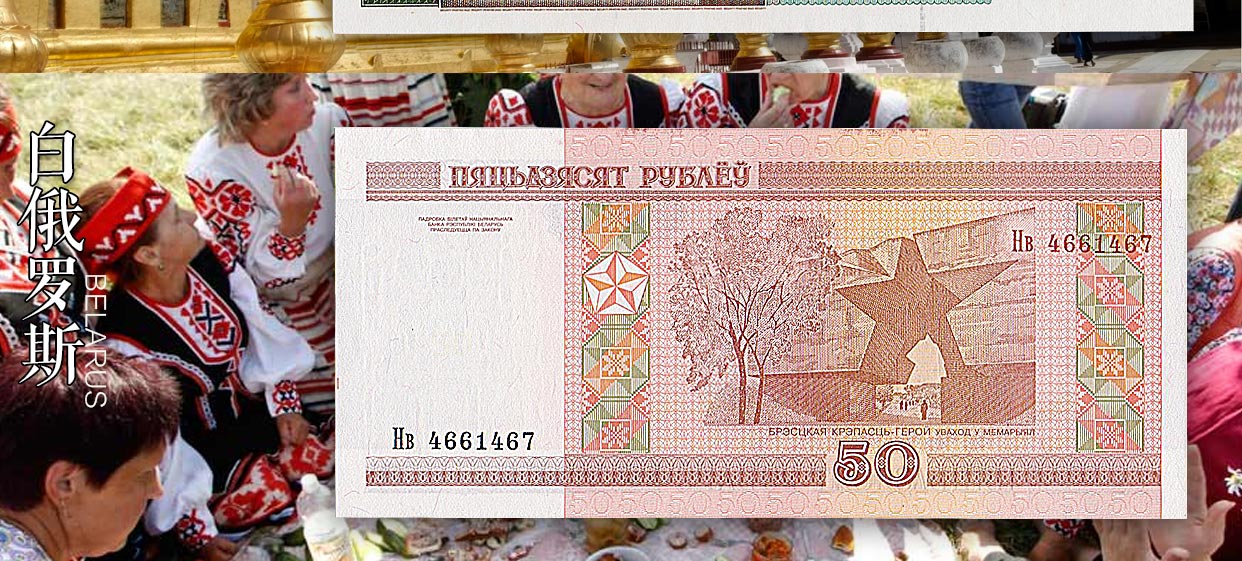 白俄罗斯
BELARUS
ПЯЦЬДЗЯСЯТ РУБЛЁЎ
ПАДРОБКА БІЛЕТАЎ НАЦЫЯНАЛЬНАГА
БАНКА РЭСПУБЛІКІ БЕЛАРУСЬ
ПРАСЛЕДУЕЦЦА ПА ЗАКОНУ
Нв 4661467
Нв 4661467
БРЭСЦКАЯ КРЭПАСЦЬ-ГЕРОЙ УВАХОД У МЕМАРЫЯЛ
50